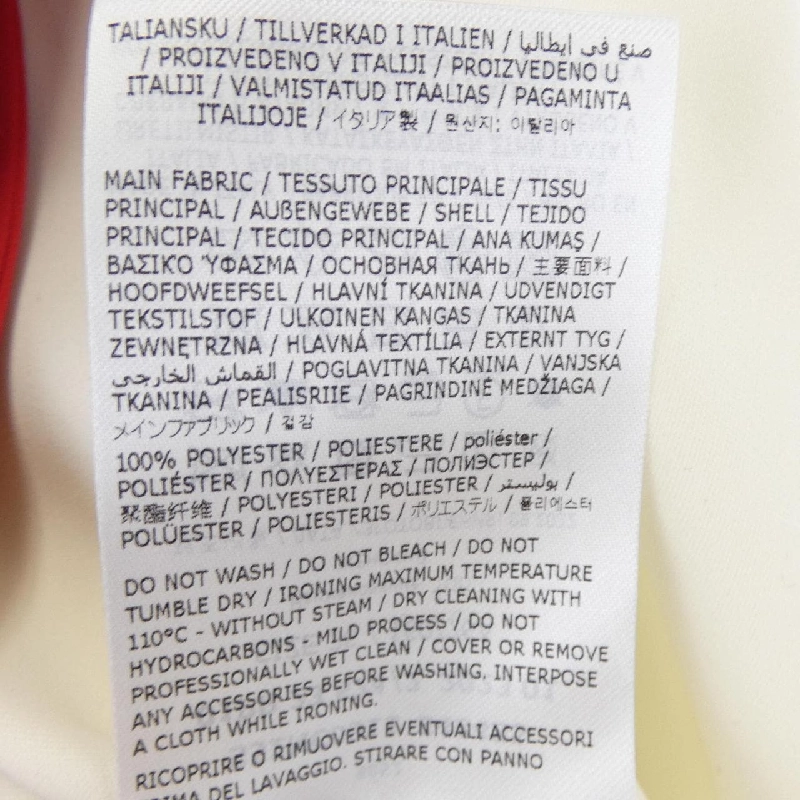 TALIANSKU / TILLVERKAD I ITALIEN / صنع في ايطاليا
/ PROIZVEDENO V ITALIJI / PROIZVEDENO U
ITALIJI / VALMISTATUD ITAALIAS / PAGAMINTA
ITALIJOJE / イタリア製 / 원산지: 이탈리아
MAIN FABRIC / TESSUTO PRINCIPALE / TISSU
PRINCIPAL / AUßENGEWEBE / SHELL / TEJIDO
PRINCIPAL / TECIDO PRINCIPAL / ANA KUMAŞ /
ΒΑΣΙΚΟ ΎΦΑΣΜΑ / ОСНОВНАЯ ТКАНЬ / 主要面料 /
HOOFDWEEFSEL / HLAVNÍ TKANINA / UDVENDIGT
TEKSTILSTOF / ULKOINEN KANGAS / TKANINA
ZEWNĘTRZNA / HLAVNÁ TEXTÍLIA / EXTERNT TYG /
القماش الخارجي / POGLAVITNA TKANINA / VANJSKA
TKANINA / PEALISRIIE / PAGRINDINĖ MEDŽIAGA /
メインファブリック / 겉감
100% POLYESTER / POLIESTERE / poliéster /
POLIÉSTER / ΠΟΛΥΕΣΤΕΡΑΣ / ПОЛИЭСТЕР /
聚酯纤维 / POLYESTERI / POLIESTER / بوليستر /
POLÜESTER / POLIESTERIS / ポリエステル / 폴리에스터
DO NOT WASH / DO NOT BLEACH / DO NOT
TUMBLE DRY / IRONING MAXIMUM TEMPERATURE
110°C - WITHOUT STEAM / DRY CLEANING WITH
HYDROCARBONS - MILD PROCESS / DO NOT
PROFESSIONALLY WET CLEAN / COVER OR REMOVE
ANY ACCESSORIES BEFORE WASHING. INTERPOSE
A CLOTH WHILE IRONING.
RICOPRIRE O RIMUOVERE EVENTUALI ACCESSORI
PRIMA DEL LAVAGGIO. STIRARE CON PANNO